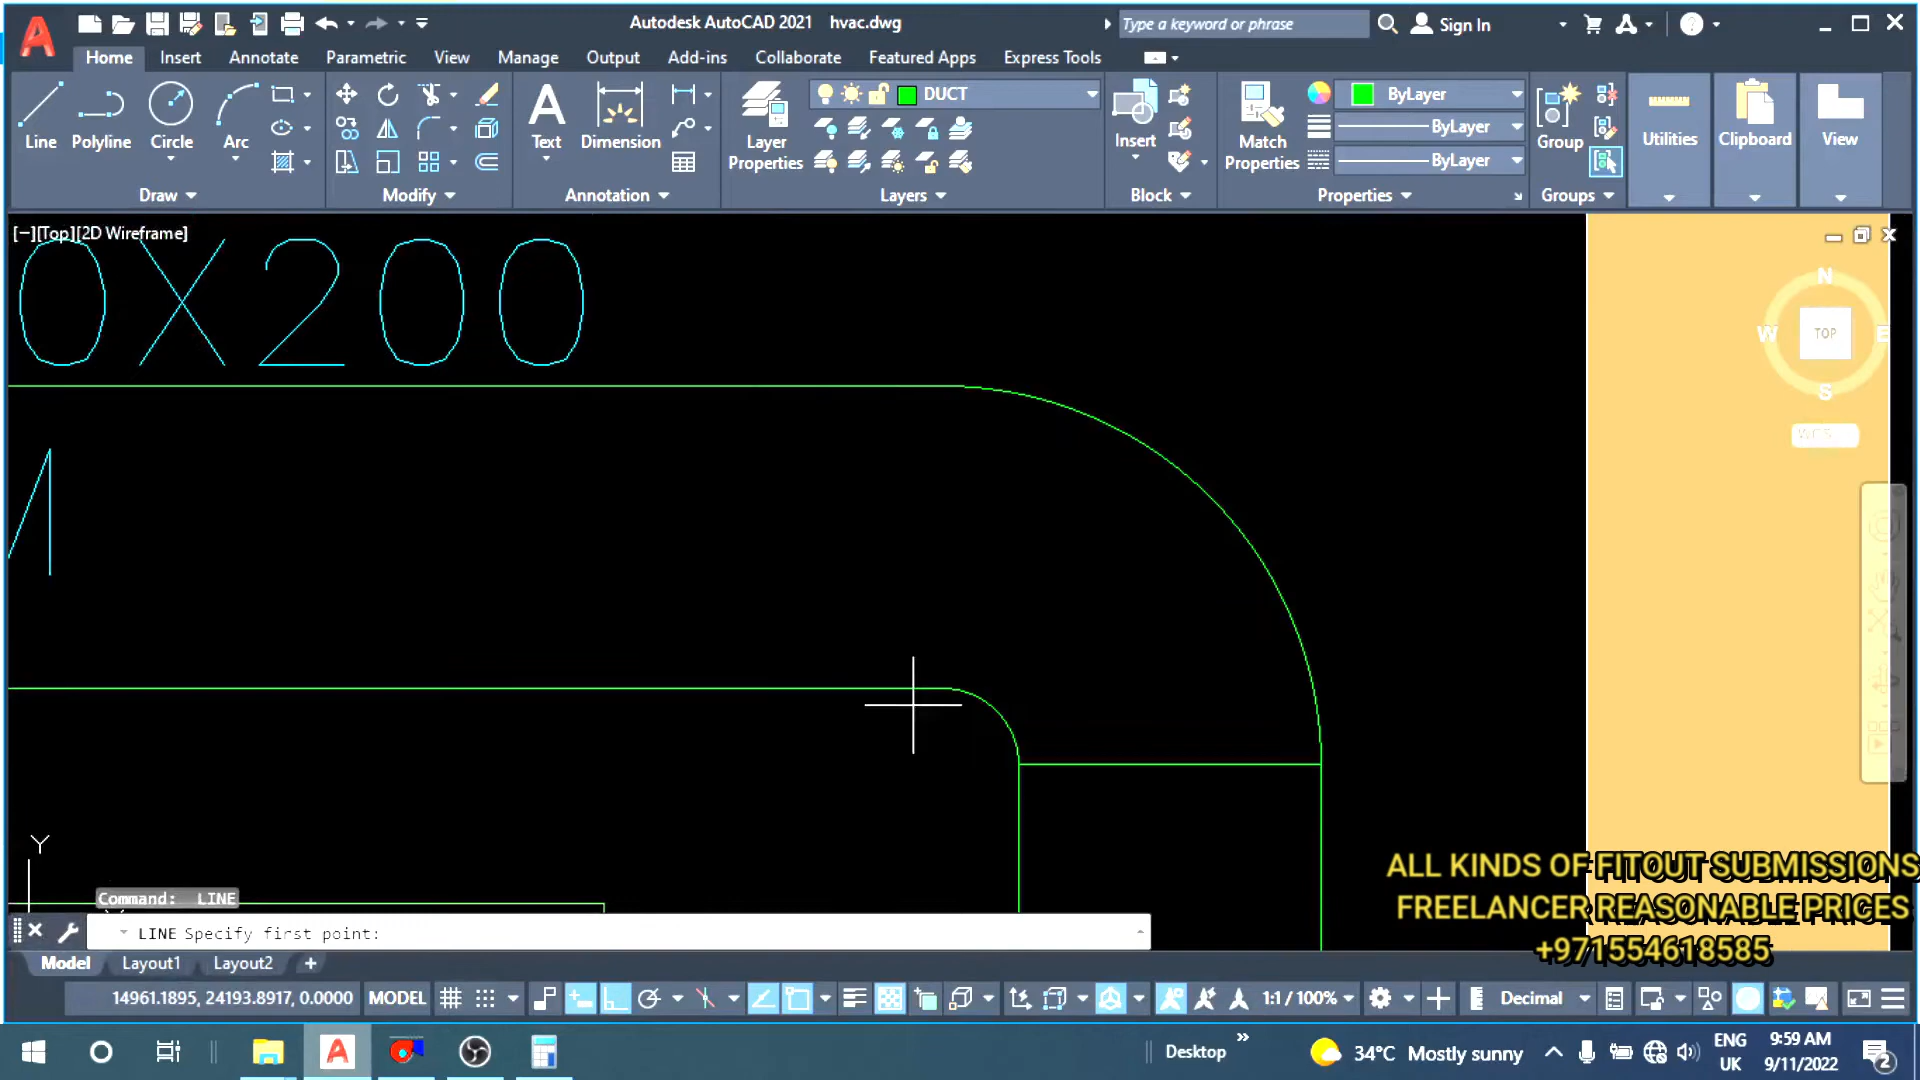 Autodesk AutoCAD 2021 hvac.dwg
Type a keyword or phrase
Sign In
Home Insert Annotate Parametric View Manage Output Add-ins Collaborate Featured Apps Express Tools
Line Polyline Circle Arc
Text Dimension
Layer Properties
DUCT
Insert
Match Properties
ByLayer
ByLayer
ByLayer
Group
Utilities
Clipboard
View
Draw Modify Annotation Layers Block Properties Groups
[−][Top][2D Wireframe]
0X200
N
W TOP E
S
WCS
Y
Command: LINE
LINE Specify first point:
ALL KINDS OF FITOUT SUBMISSIONS
FREELANCER REASONABLE PRICES
+971554618585
Model Layout1 Layout2 +
14961.1895, 24193.8917, 0.0000 MODEL 1:1 / 100% Decimal
Desktop
34°C Mostly sunny
ENG
UK
9:59 AM
9/11/2022
2